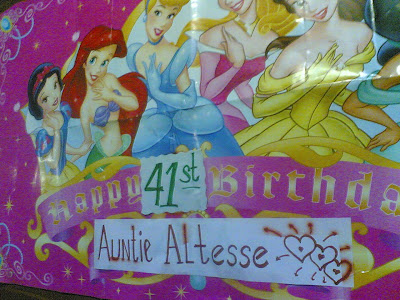 Happy 41st Birthda
Auntie Altesse